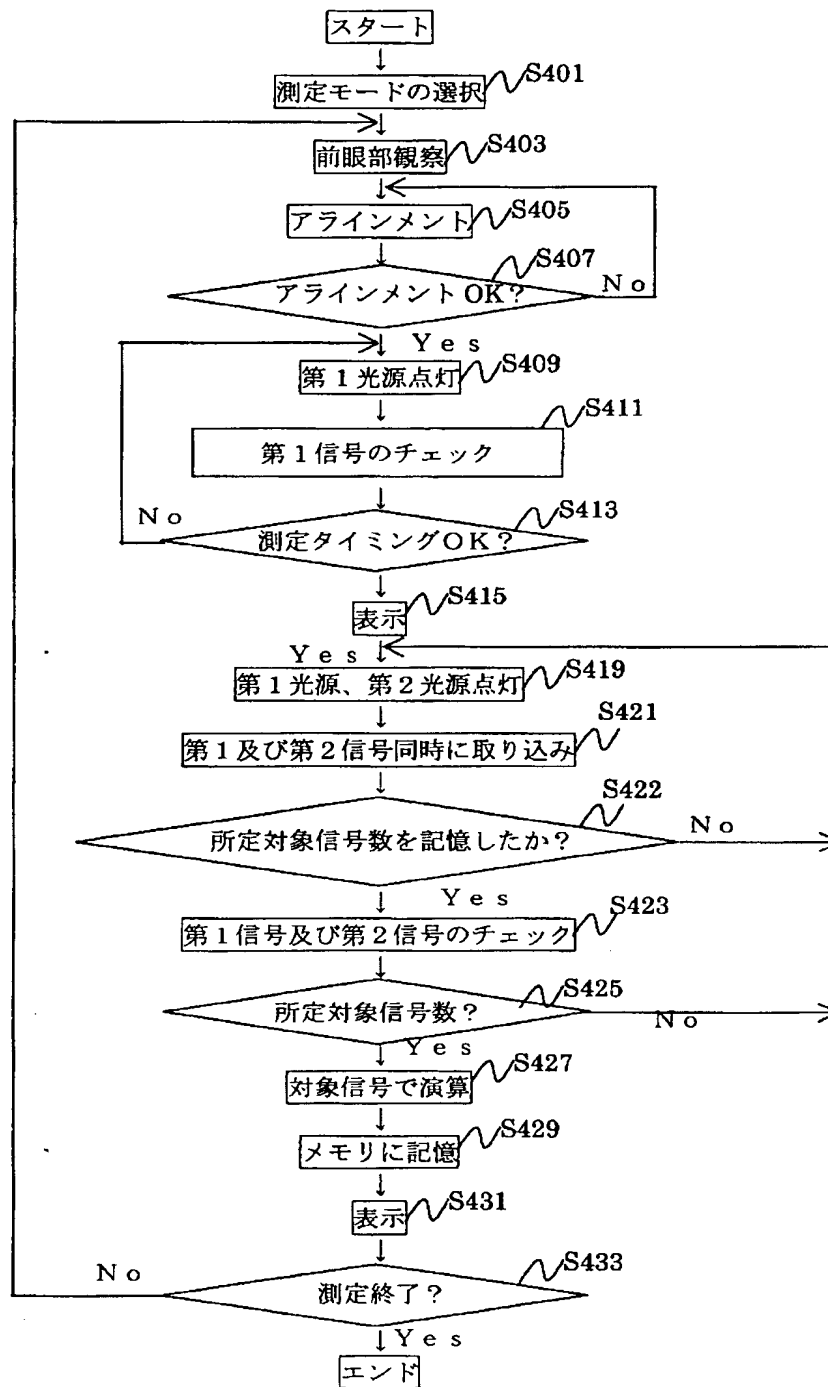 スタート
S401
測定モードの選択
S403
前眼部観察
S405
アラインメント
S407
アラインメントOK?
No
Yes
S409
第1光源点灯
S411
第1信号のチェック
No
S413
測定タイミングOK?
S415
表示
Yes
S419
第1光源、第2光源点灯
S421
第1及び第2信号同時に取り込み
S422
所定対象信号数を記憶したか?
No
Yes
S423
第1信号及び第2信号のチェック
S425
所定対象信号数?
No
Yes
S427
対象信号で演算
S429
メモリに記憶
S431
表示
No
S433
測定終了?
Yes
エンド